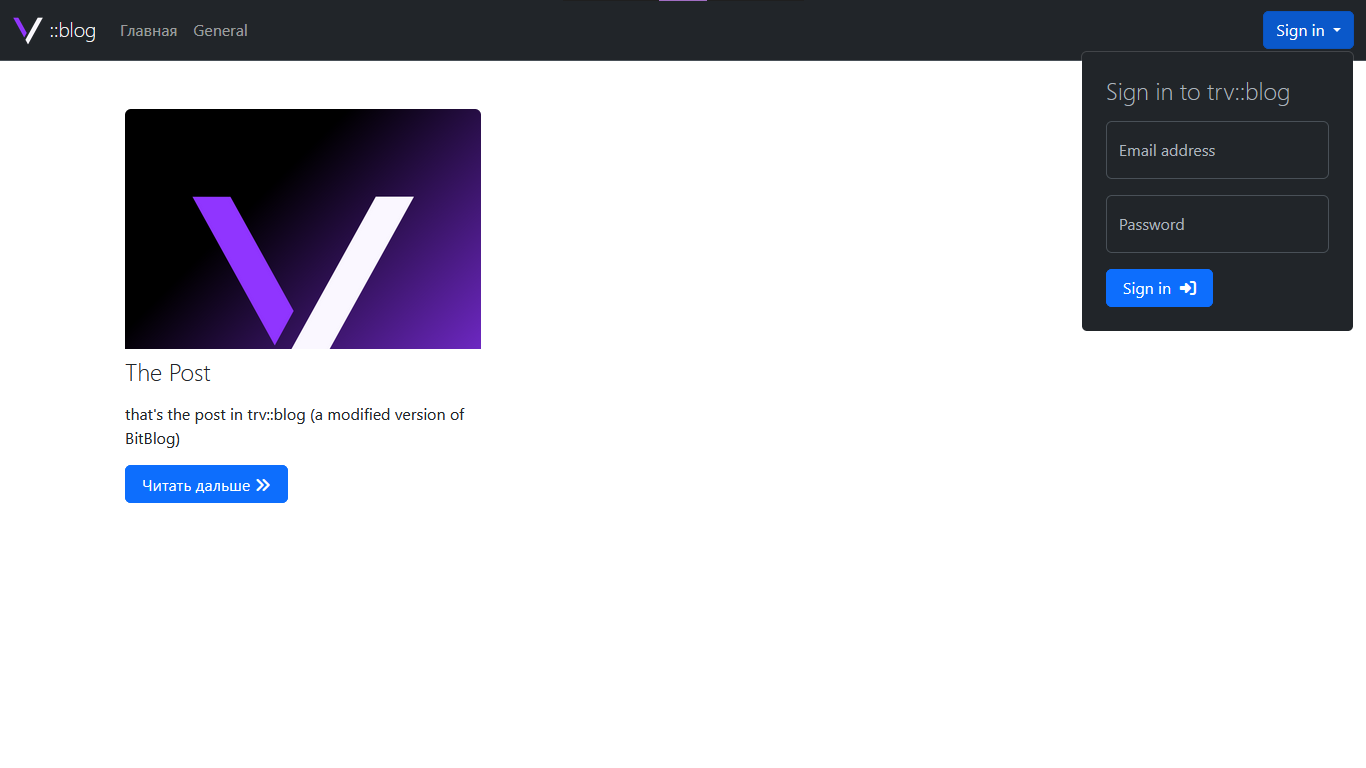 ::blog
Главная
General
Sign in
Sign in to trv::blog
Email address
Password
Sign in
The Post
that's the post in trv::blog (a modified version of
BitBlog)
Читать дальше